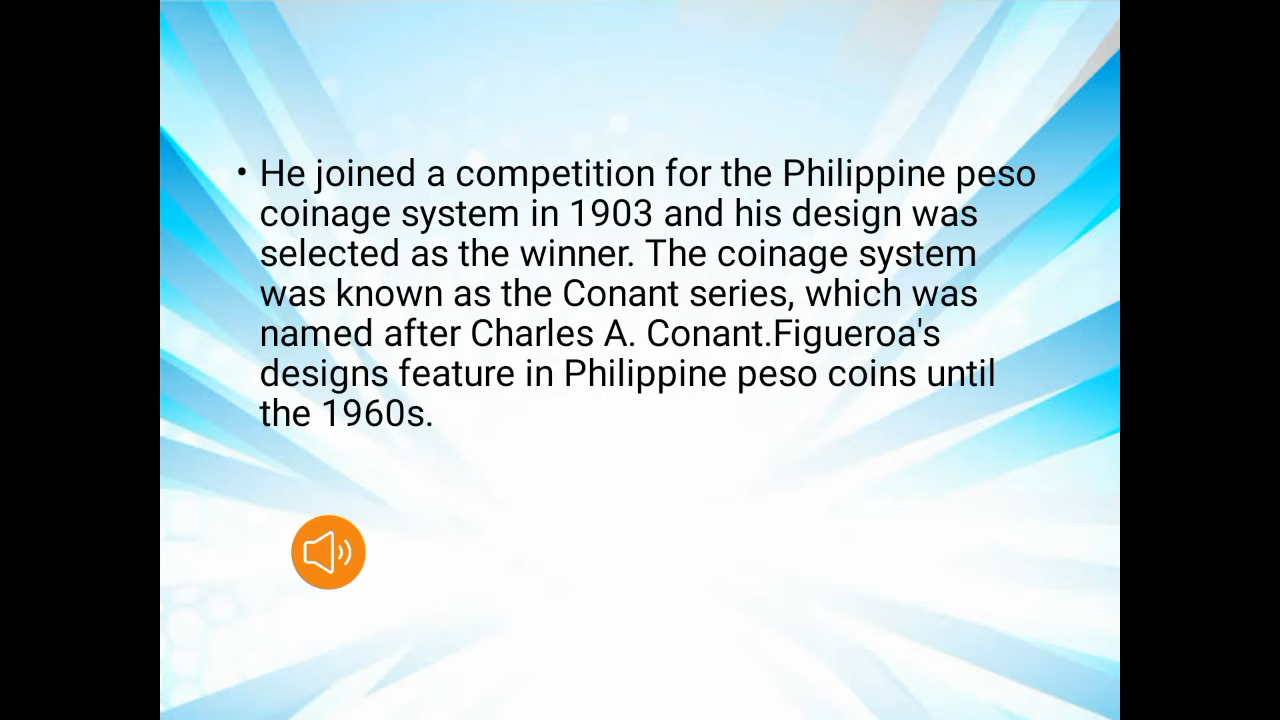 • He joined a competition for the Philippine peso
coinage system in 1903 and his design was
selected as the winner. The coinage system
was known as the Conant series, which was
named after Charles A. Conant.Figueroa's
designs feature in Philippine peso coins until
the 1960s.